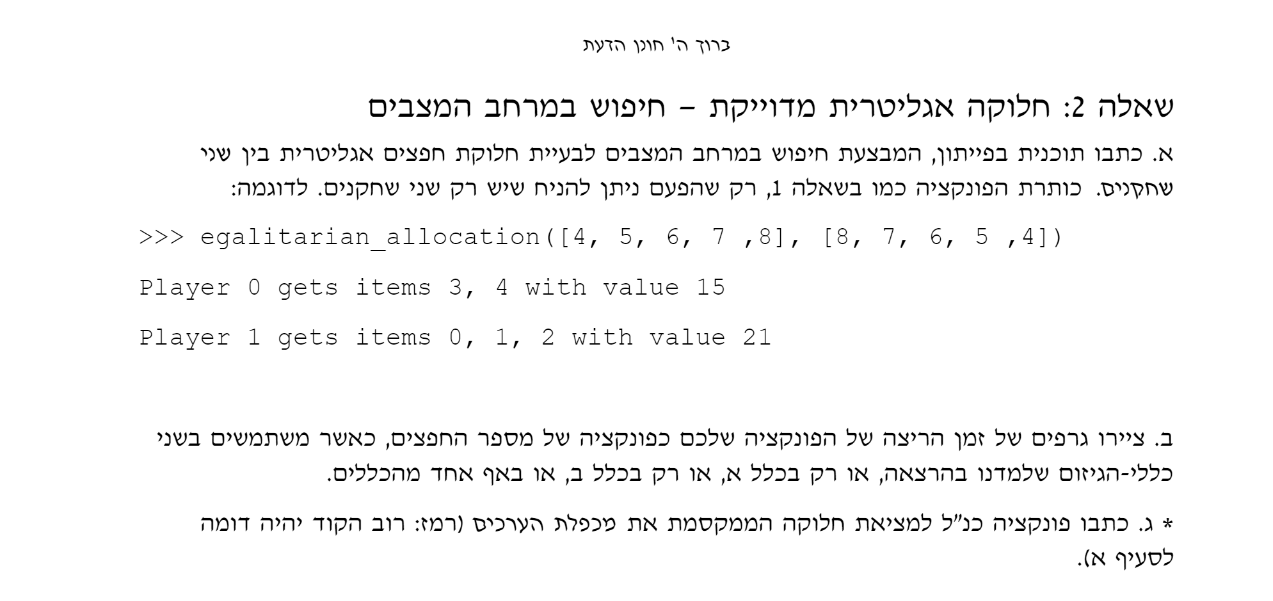 ברוך ה' חונן הדעת
שאלה 2: חלוקה אגליטרית מדוייקת – חיפוש במרחב המצבים
א. כתבו תוכנית בפייתון, המבצעת חיפוש במרחב המצבים לבעיית חלוקת חפצים אגליטרית בין שני
שחקנים. כותרת הפונקציה כמו בשאלה 1, רק שהפעם ניתן להניח שיש רק שני שחקנים. לדוגמה:
>>> egalitarian_allocation([4, 5, 6, 7 ,8], [8, 7, 6, 5 ,4])
Player 0 gets items 3, 4 with value 15
Player 1 gets items 0, 1, 2 with value 21
ב. ציירו גרפים של זמן הריצה של הפונקציה שלכם כפונקציה של מספר החפצים, כאשר משתמשים בשני
כללי-הגיזום שלמדנו בהרצאה, או רק בכלל א, או רק בכלל ב, או באף אחד מהכללים.
* ג. כתבו פונקציה כנ"ל למציאת חלוקה הממקסמת את מכפלת הערכים (רמז: רוב הקוד יהיה דומה
לסעיף א).